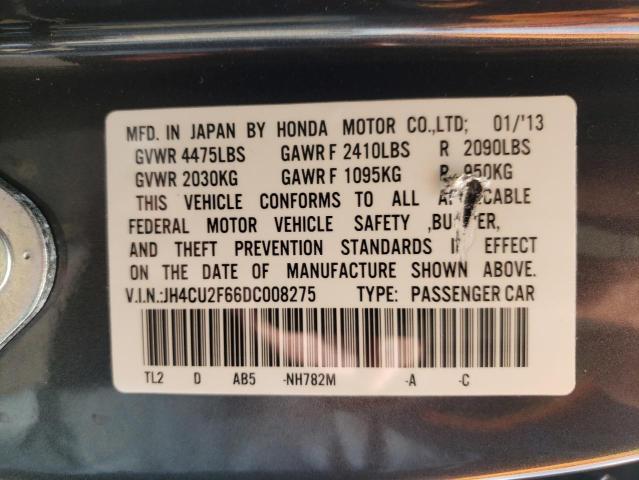 MFD. IN JAPAN BY HONDA MOTOR CO.,LTD; 01/'13
GVWR 4475LBS GAWR F 2410LBS R 2090LBS
GVWR 2030KG GAWR F 1095KG R 950KG
THIS VEHICLE CONFORMS TO ALL
FEDERAL MOTOR VEHICLE SAFETY
AND THEFT PREVENTION STANDARDS EFFECT
ON THE DATE OF MANUFACTURE SHOWN ABOVE.
V.I.N.:JH4CU2F66DC008275 TYPE: PASSENGER CAR
TL2 D AB5 -NH782M -A -C